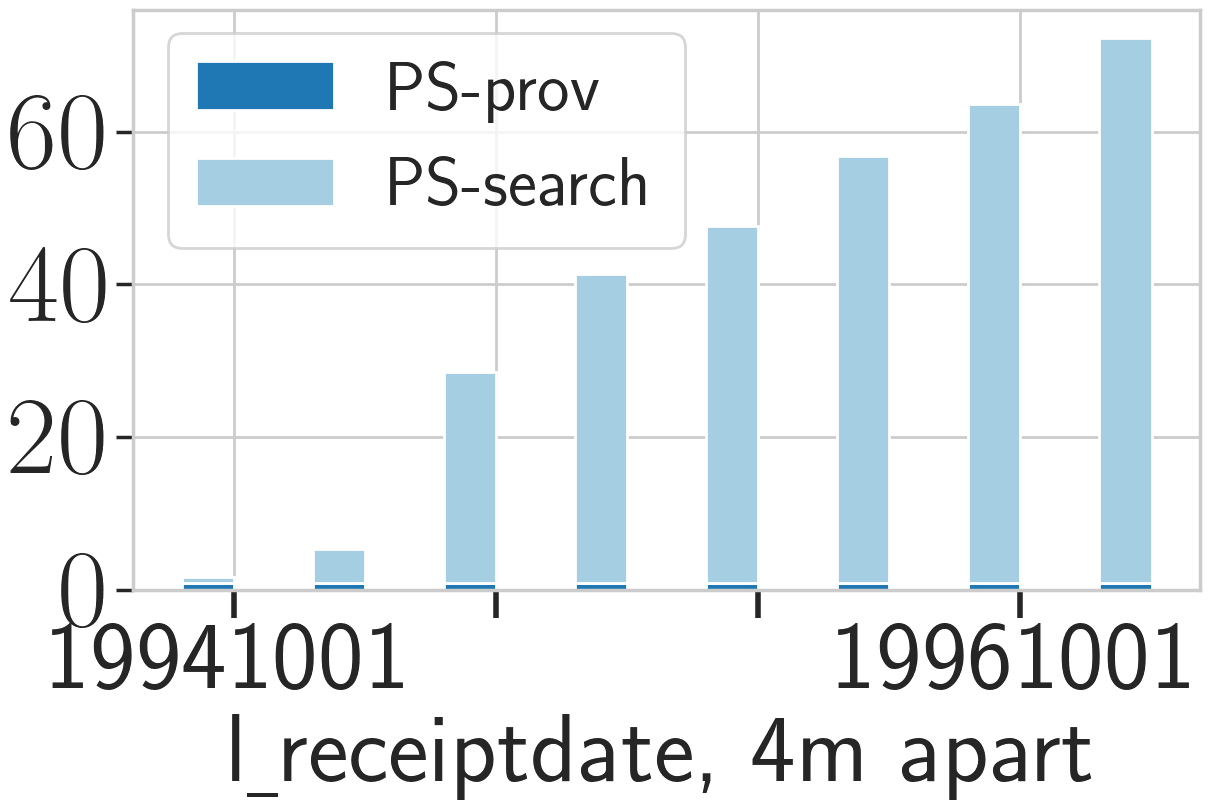 PS-prov
PS-search
60
40
20
0
19941001 19961001
l_receiptdate, 4m apart